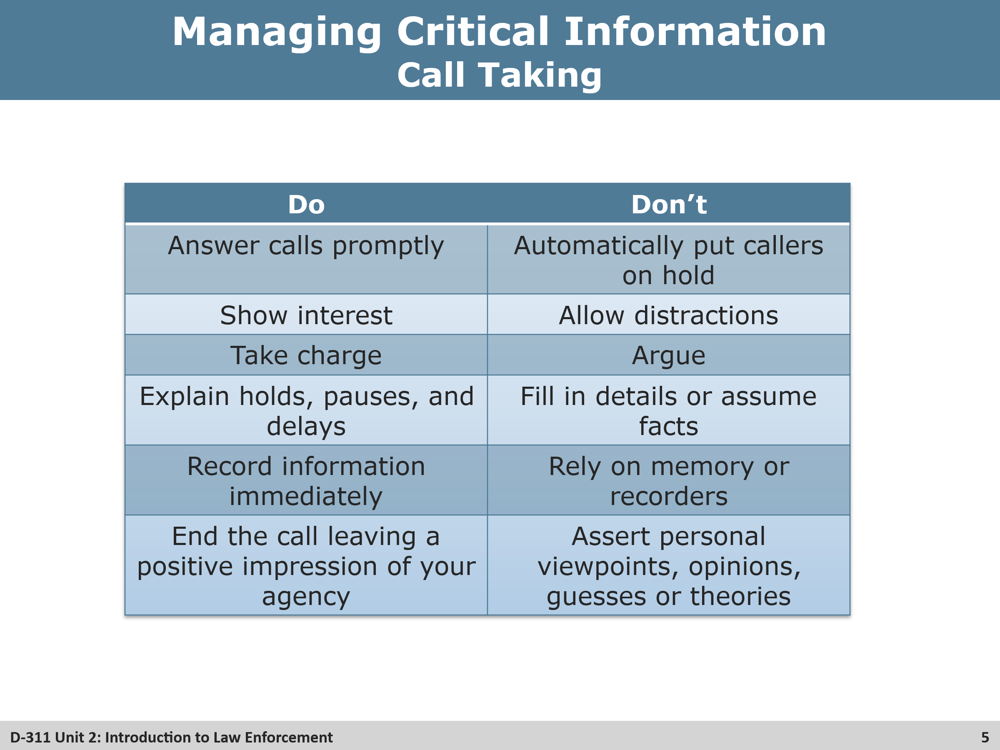 Managing Critical Information
Call Taking
Do
Don’t
Answer calls promptly
Automatically put callers
on hold
Show interest
Allow distractions
Take charge
Argue
Explain holds, pauses, and
delays
Fill in details or assume
facts
Record information
immediately
Rely on memory or
recorders
End the call leaving a
positive impression of your
agency
Assert personal
viewpoints, opinions,
guesses or theories
D-311 Unit 2: Introduction to Law Enforcement
5